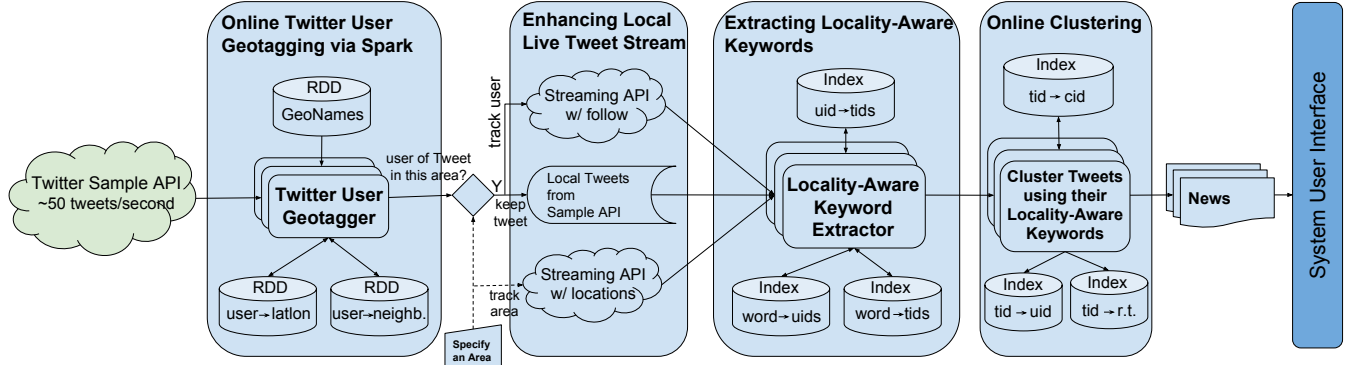 Twitter Sample API
~50 tweets/second
Online Twitter User
Geotagging via Spark
RDD
GeoNames
Twitter User
Geotagger
RDD
user→latlon
RDD
user→neighb.
user of Tweet
in this area?
Y
track user
keep
tweet
track
area
Specify
an Area
Enhancing Local
Live Tweet Stream
Streaming API
w/ follow
Local Tweets
from
Sample API
Streaming API
w/ locations
Extracting Locality-Aware
Keywords
Index
uid→tids
Locality-Aware
Keyword
Extractor
Index
word→uids
Index
word→tids
Online Clustering
Index
tid→cid
Cluster Tweets
using their
Locality-Aware
Keywords
Index
tid→uid
Index
tid→r.t.
News
System User Interface